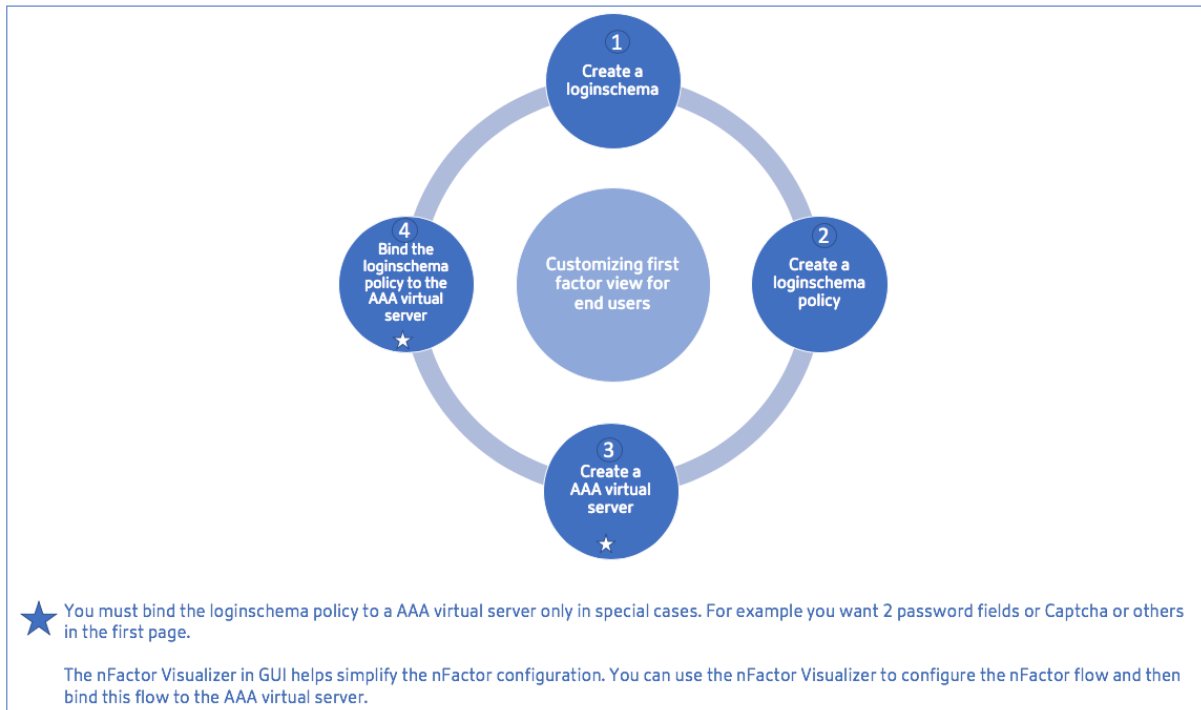 1
Create a
loginschema
4
Bind the
loginschema
policy to the
AAA virtual
server
Customizing first
factor view for
end users
2
Create a
loginschema
policy
3
Create a
AAA virtual
server
You must bind the loginschema policy to a AAA virtual server only in special cases. For example you want 2 password fields or Captcha or others
in the first page.
The nFactor Visualizer in GUI helps simplify the nFactor configuration. You can use the nFactor Visualizer to configure the nFactor flow and then
bind this flow to the AAA virtual server.